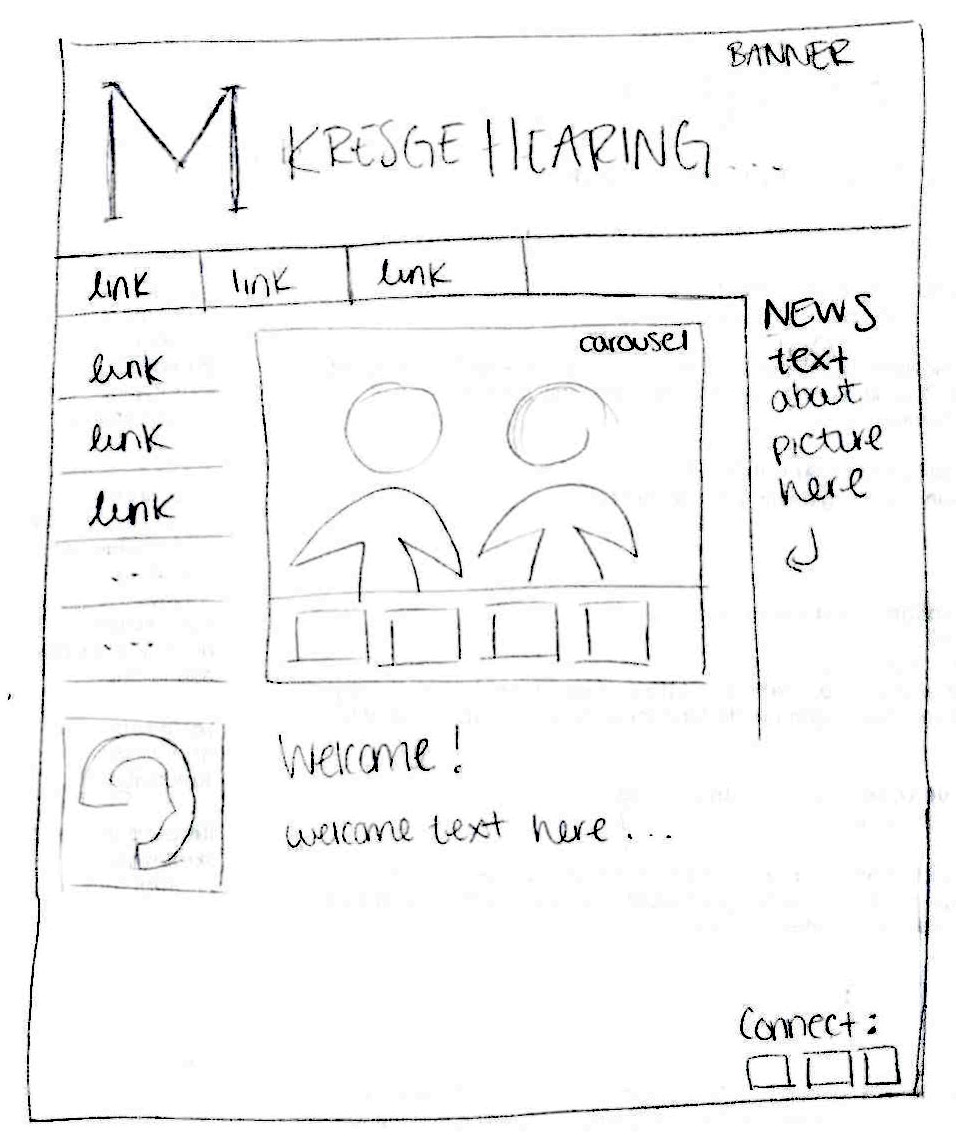 BANNER
M KRESGE HEARING...
link link link
link
link
link
...
...
carousel
NEWS
text
about
picture
here
Welcome!
welcome text here...
Connect: